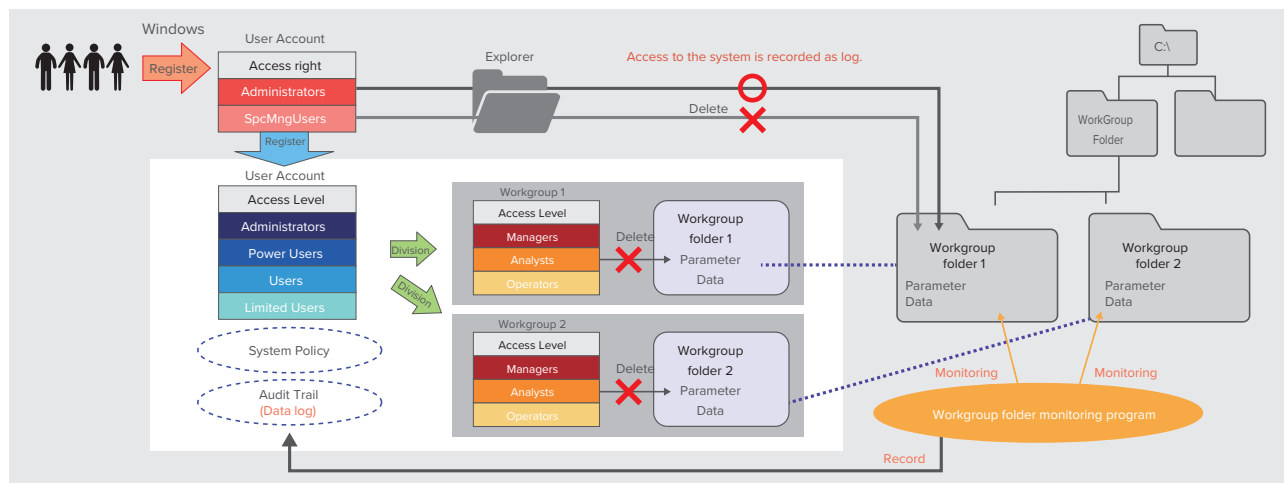 Windows
Register
User Account
Access right
Administrators
SpcMngUsers
Register
Explorer
Access to the system is recorded as log.
Delete
C:\
WorkGroup
Folder
User Account
Access Level
Administrators
Power Users
Users
Limited Users
System Policy
Audit Trail
(Data log)
Division
Division
Workgroup 1
Access Level
Managers
Analysts
Operators
Delete
Workgroup
folder 1
Parameter
Data
Workgroup 2
Access Level
Managers
Analysts
Operators
Delete
Workgroup
folder 2
Parameter
Data
Workgroup
folder 1
Parameter
Data
Workgroup
folder 2
Parameter
Data
Monitoring
Monitoring
Workgroup folder monitoring program
Record